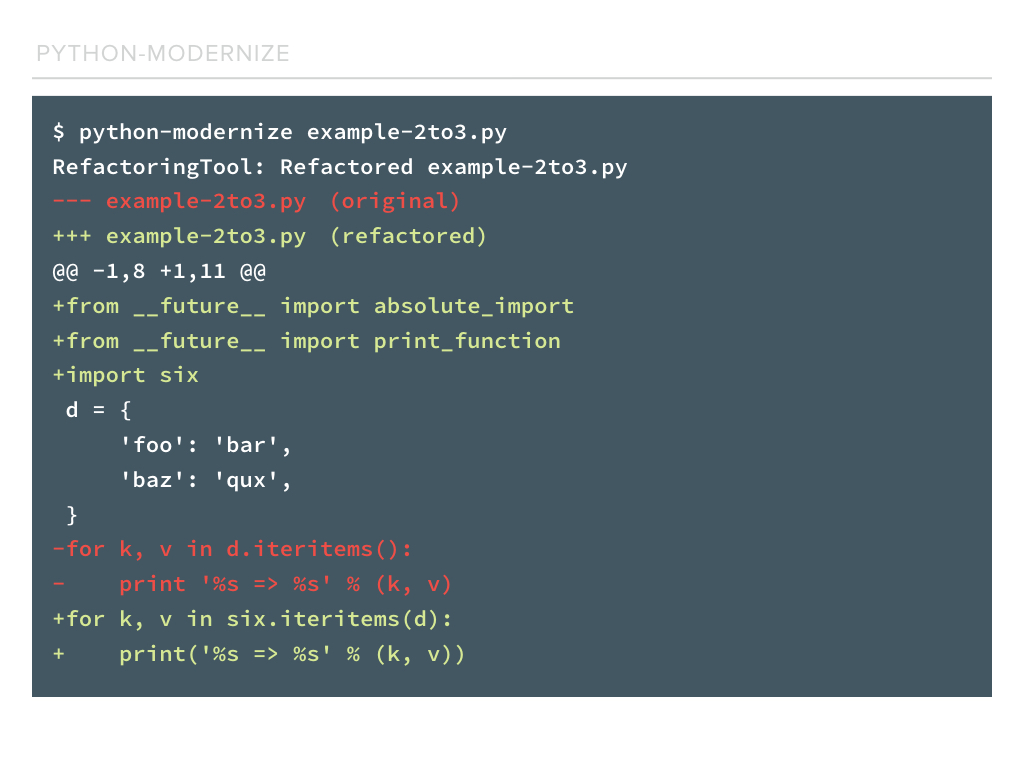 PYTHON-MODERNIZE
$ python-modernize example-2to3.py
RefactoringTool: Refactored example-2to3.py
--- example-2to3.py  (original)
+++ example-2to3.py  (refactored)
@@ -1,8 +1,11 @@
+from __future__ import absolute_import
+from __future__ import print_function
+import six
 d = {
     'foo': 'bar',
     'baz': 'qux',
 }
-for k, v in d.iteritems():
-    print '%s => %s' % (k, v)
+for k, v in six.iteritems(d):
+    print('%s => %s' % (k, v))